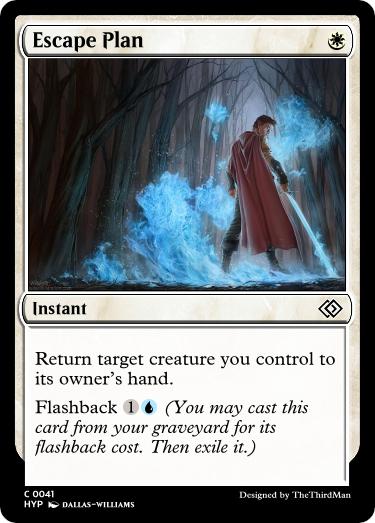 Escape Plan
Instant
Return target creature you control to
its owner's hand.
Flashback 1 (You may cast this
card from your graveyard for its
flashback cost. Then exile it.)
C 0041
HYP DALLAS-WILLIAMS
Designed by TheThirdMan